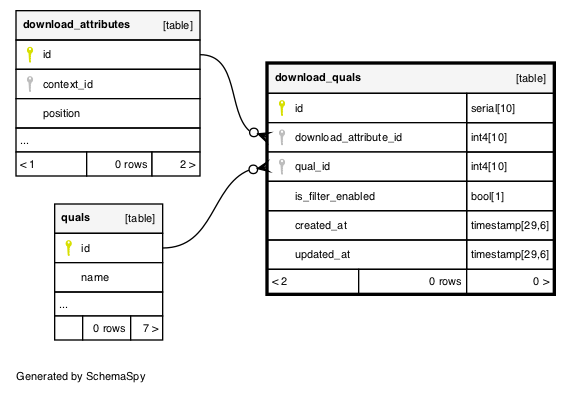 download_attributes [table]
id
context_id
position
...
< 1 0 rows 2 >
download_quals [table]
id serial[10]
download_attribute_id int4[10]
qual_id int4[10]
is_filter_enabled bool[1]
created_at timestamp[29,6]
updated_at timestamp[29,6]
< 2 0 rows 0 >
quals [table]
id
name
...
0 rows 7 >
Generated by SchemaSpy